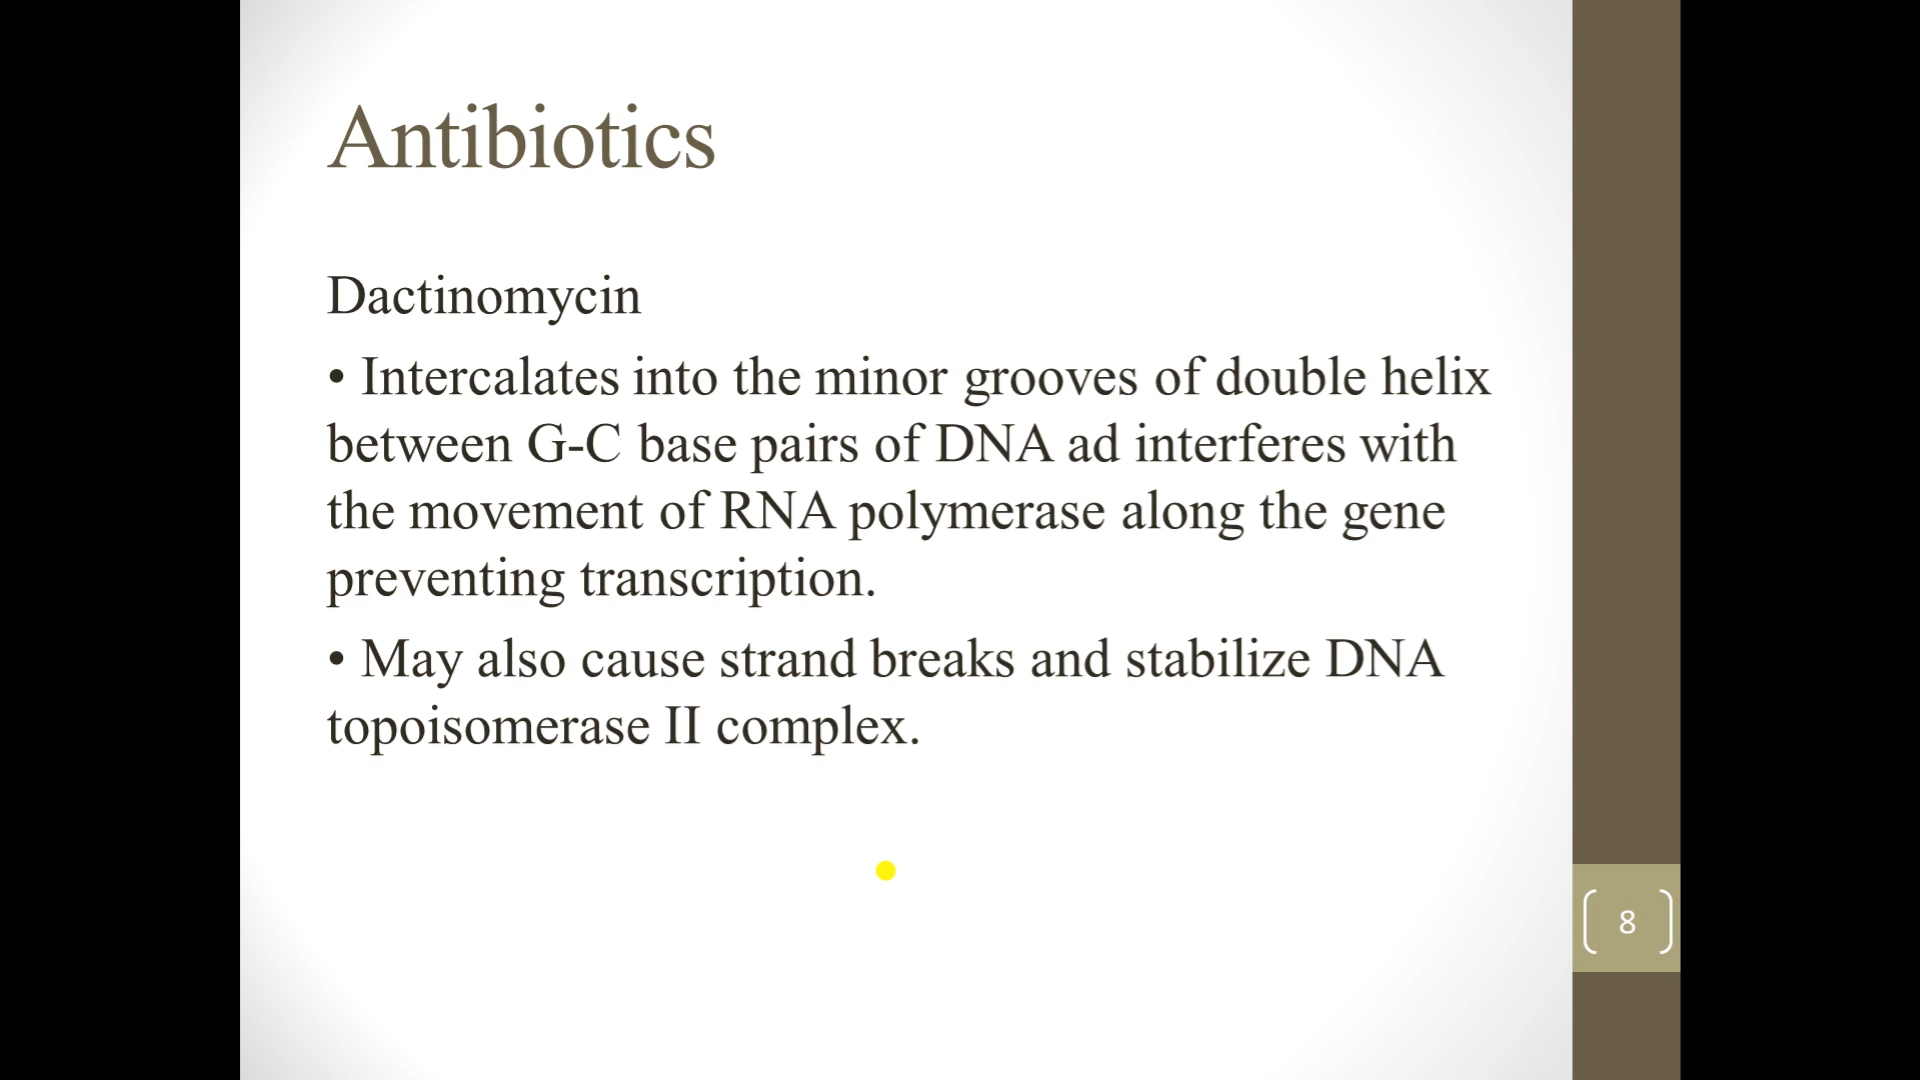 Antibiotics
Dactinomycin
• Intercalates into the minor grooves of double helix
between G-C base pairs of DNA ad interferes with
the movement of RNA polymerase along the gene
preventing transcription.
• May also cause strand breaks and stabilize DNA
topoisomerase II complex.
8